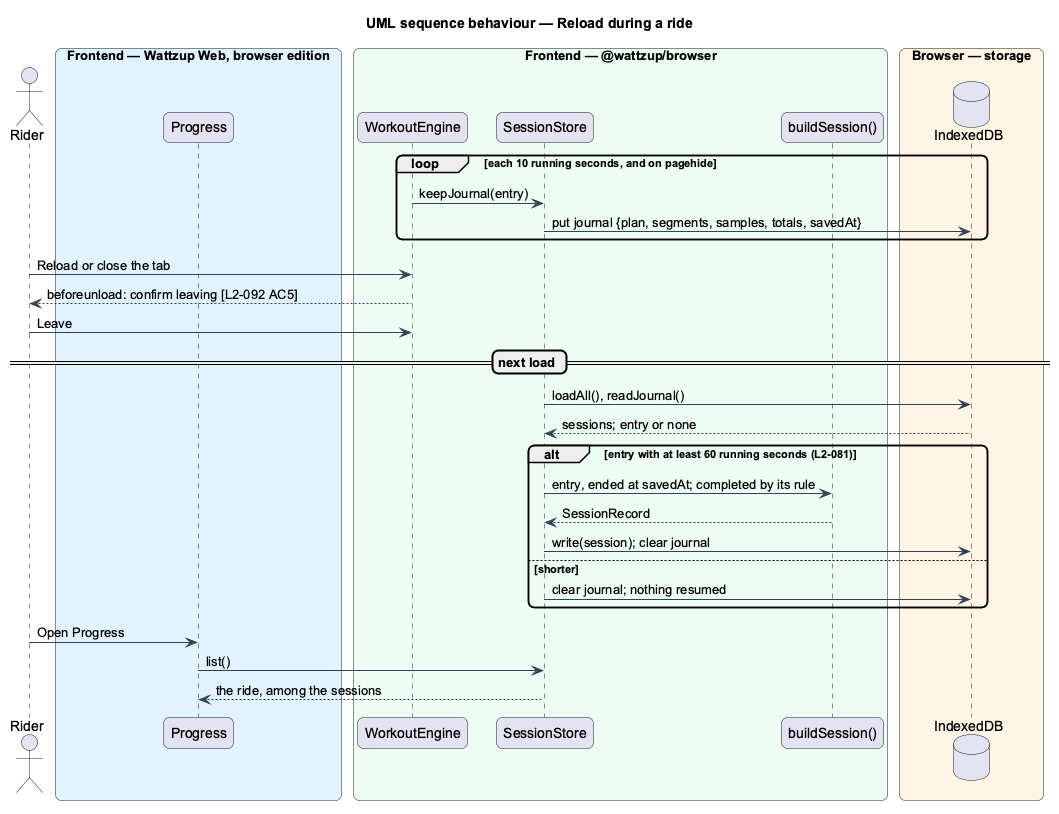 UML sequence behaviour — Reload during a ride
Frontend — Wattzup Web, browser edition
Frontend — @wattzup/browser
Browser — storage
Rider
Progress
WorkoutEngine
SessionStore
buildSession()
IndexedDB
loop
[each 10 running seconds, and on pagehide]
keepJournal(entry)
put journal {plan, segments, samples, totals, savedAt}
Reload or close the tab
beforeunload: confirm leaving [L2-092 AC5]
Leave
next load
loadAll(), readJournal()
sessions; entry or none
alt
[entry with at least 60 running seconds (L2-081)]
entry, ended at savedAt; completed by its rule
SessionRecord
write(session); clear journal
[shorter]
clear journal; nothing resumed
Open Progress
list()
the ride, among the sessions
Rider
Progress
WorkoutEngine
SessionStore
buildSession()
IndexedDB